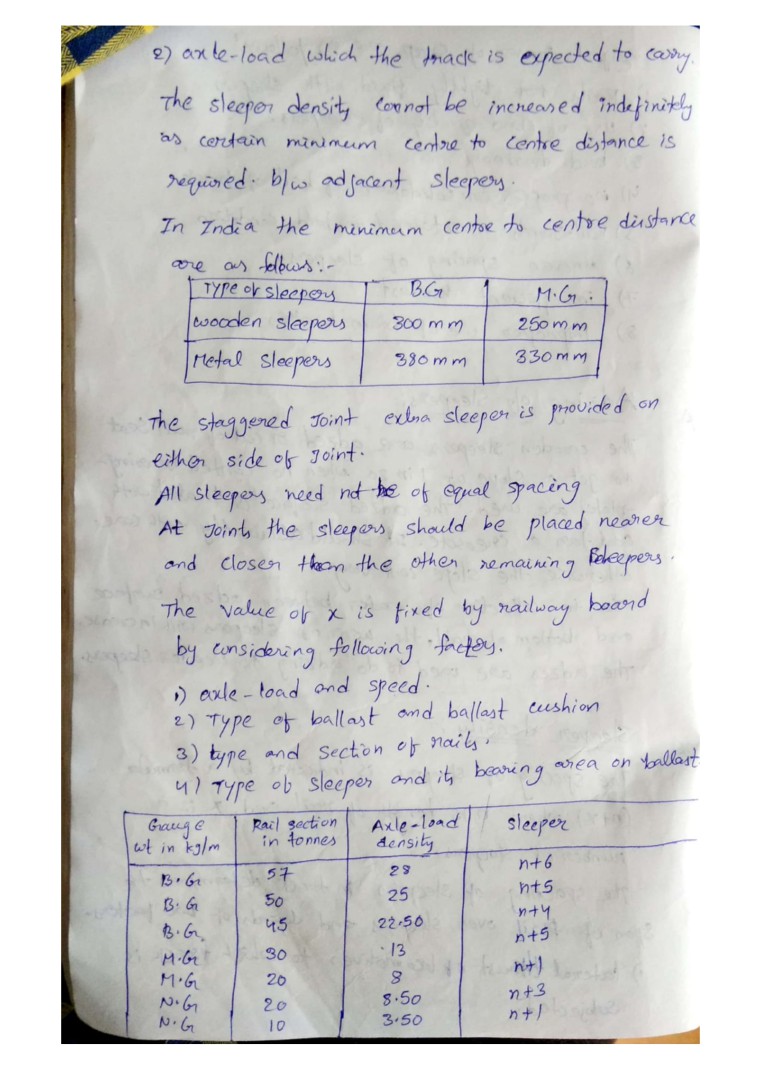 2) axle-load which the track is expected to carry.
The sleeper density connot be increased indefinitely
as certain minimum centre to centre distance is
required. b/w adjacent sleepers.
In India the minimum centre to centre distance
are as follows:-
Type of sleepers B.G M.G.
wooden sleepers 300 mm 250 mm
Metal sleepers 380 mm 330 mm
The staggered Joint extra sleeper is provided on
either side of Joint.
All sleepers need not be of equal spacing
At Joints the sleepers should be placed nearer
and closer than the other remaining sleepers.
The value of x is fixed by railway board
by considering following factors.
1) axle-load and speed.
2) Type of ballast and ballast cushion
3) type and section of rails.
4) Type of sleeper and its bearing area on ballast
Gauge Rail section Axle-load sleeper
wt in kg/m in tonnes density
B.G 57 28 n+6
B.G 50 25 n+5
B.G. 45 22.50 n+4
n+5
M.G 30 13 n+1
M.G 20 8
N.G 20 8.50 n+3
N.G 10 3.50 n+1